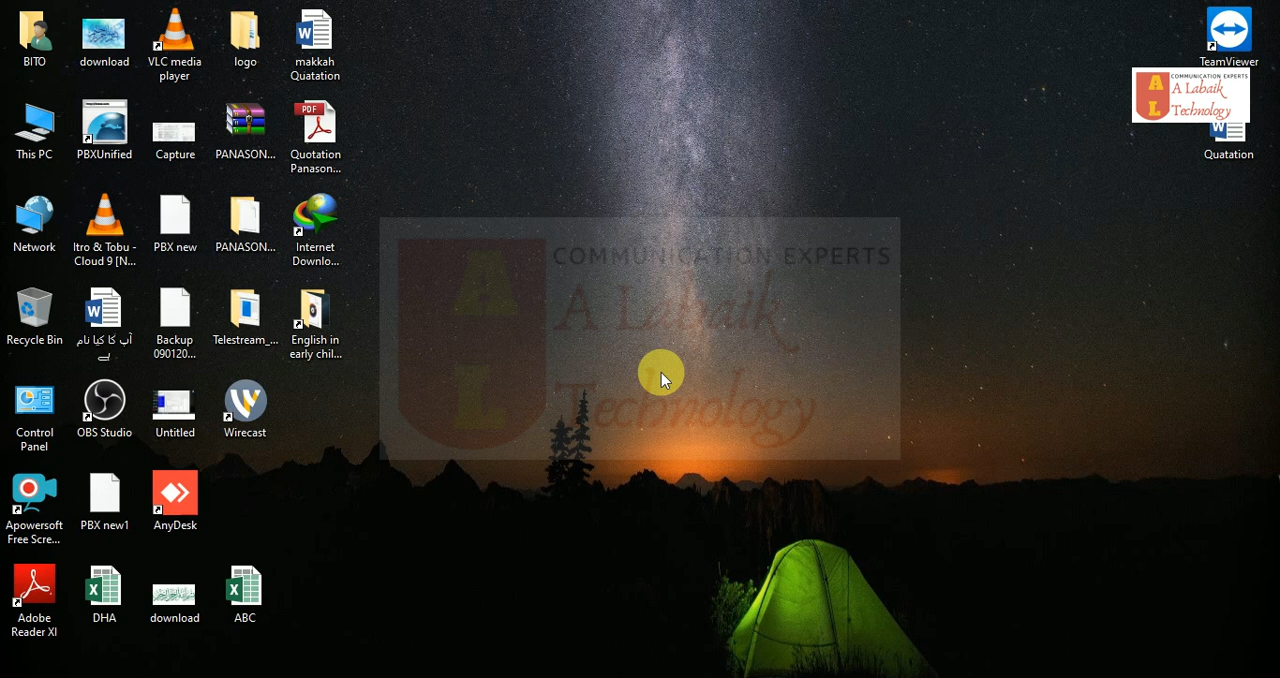 BITO
download
VLC media
player
logo
makkah
Quatation
TeamViewer
COMMUNICATION EXPERTS
A Labaik
Technology
A
L
This PC
PBXUnified
Capture
PANASON...
PDF
Quotation
Panason...
Quatation
Network
Itro & Tobu -
Cloud 9 [N...
PBX new
PANASON...
Internet
Downlo...
COMMUNICATION EXPERTS
A Labaik
Technology
A
L
Recycle Bin
آپ کا کیا نام
ہے
Backup
090120...
Telestream_...
English in
early chil...
Control
Panel
OBS Studio
Untitled
Wirecast
Apowersoft
Free Scre...
PBX new1
AnyDesk
Adobe
Reader XI
DHA
download
ABC